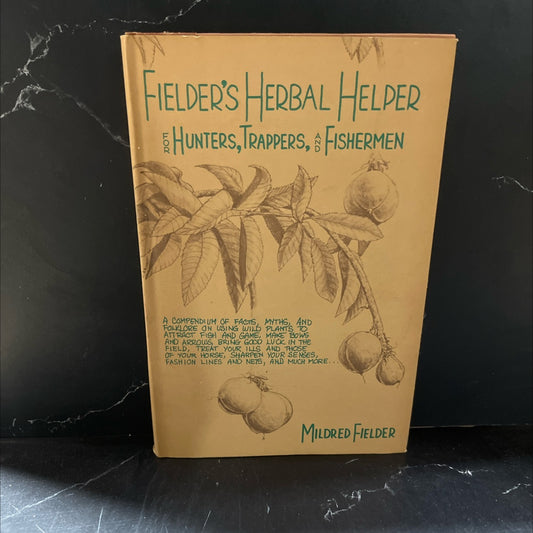 FIELDER'S HERBAL HELPER
FOR HUNTERS, TRAPPERS, AND FISHERMEN
A COMPENDIUM OF FACTS, MYTHS, AND
FOLKLORE ON USING WILD PLANTS TO
ATTRACT FISH AND GAME, MAKE BOWS
AND ARROWS, BRING GOOD LUCK IN THE
FIELD, TREAT YOUR ILLS AND THOSE
OF YOUR HORSE, SHARPEN YOUR SENSES,
FASHION LINES AND NETS, AND MUCH MORE...
MILDRED FIELDER